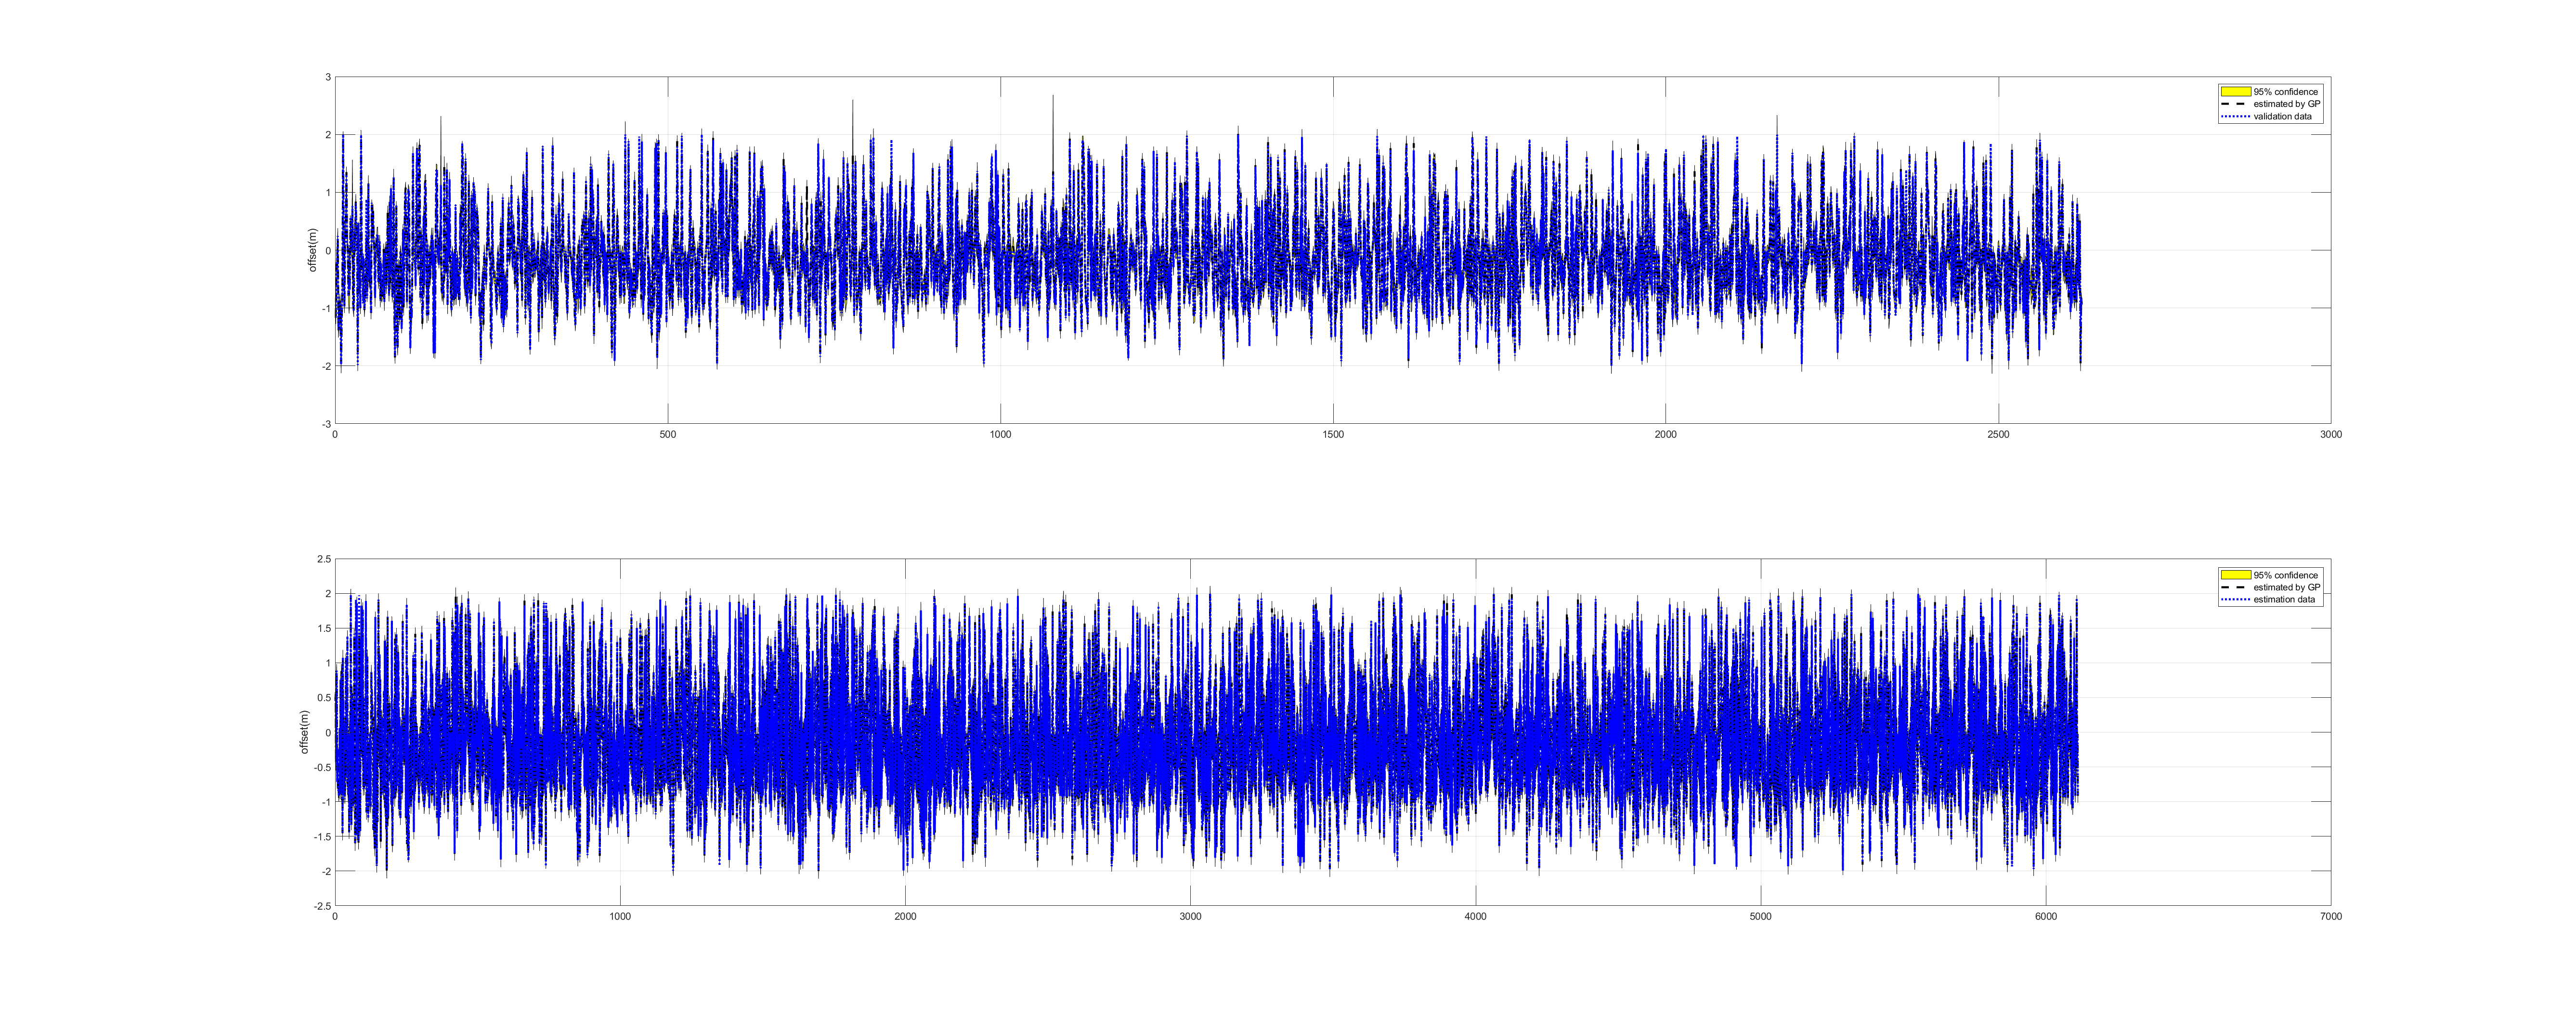 3
2
1
0
-1
-2
-3
offset(m)
0 500 1000 1500 2000 2500 3000
95% confidence
estimated by GP
validation data
2.5
2
1.5
1
0.5
0
-0.5
-1
-1.5
-2
-2.5
offset(m)
0 1000 2000 3000 4000 5000 6000 7000
95% confidence
estimated by GP
estimation data